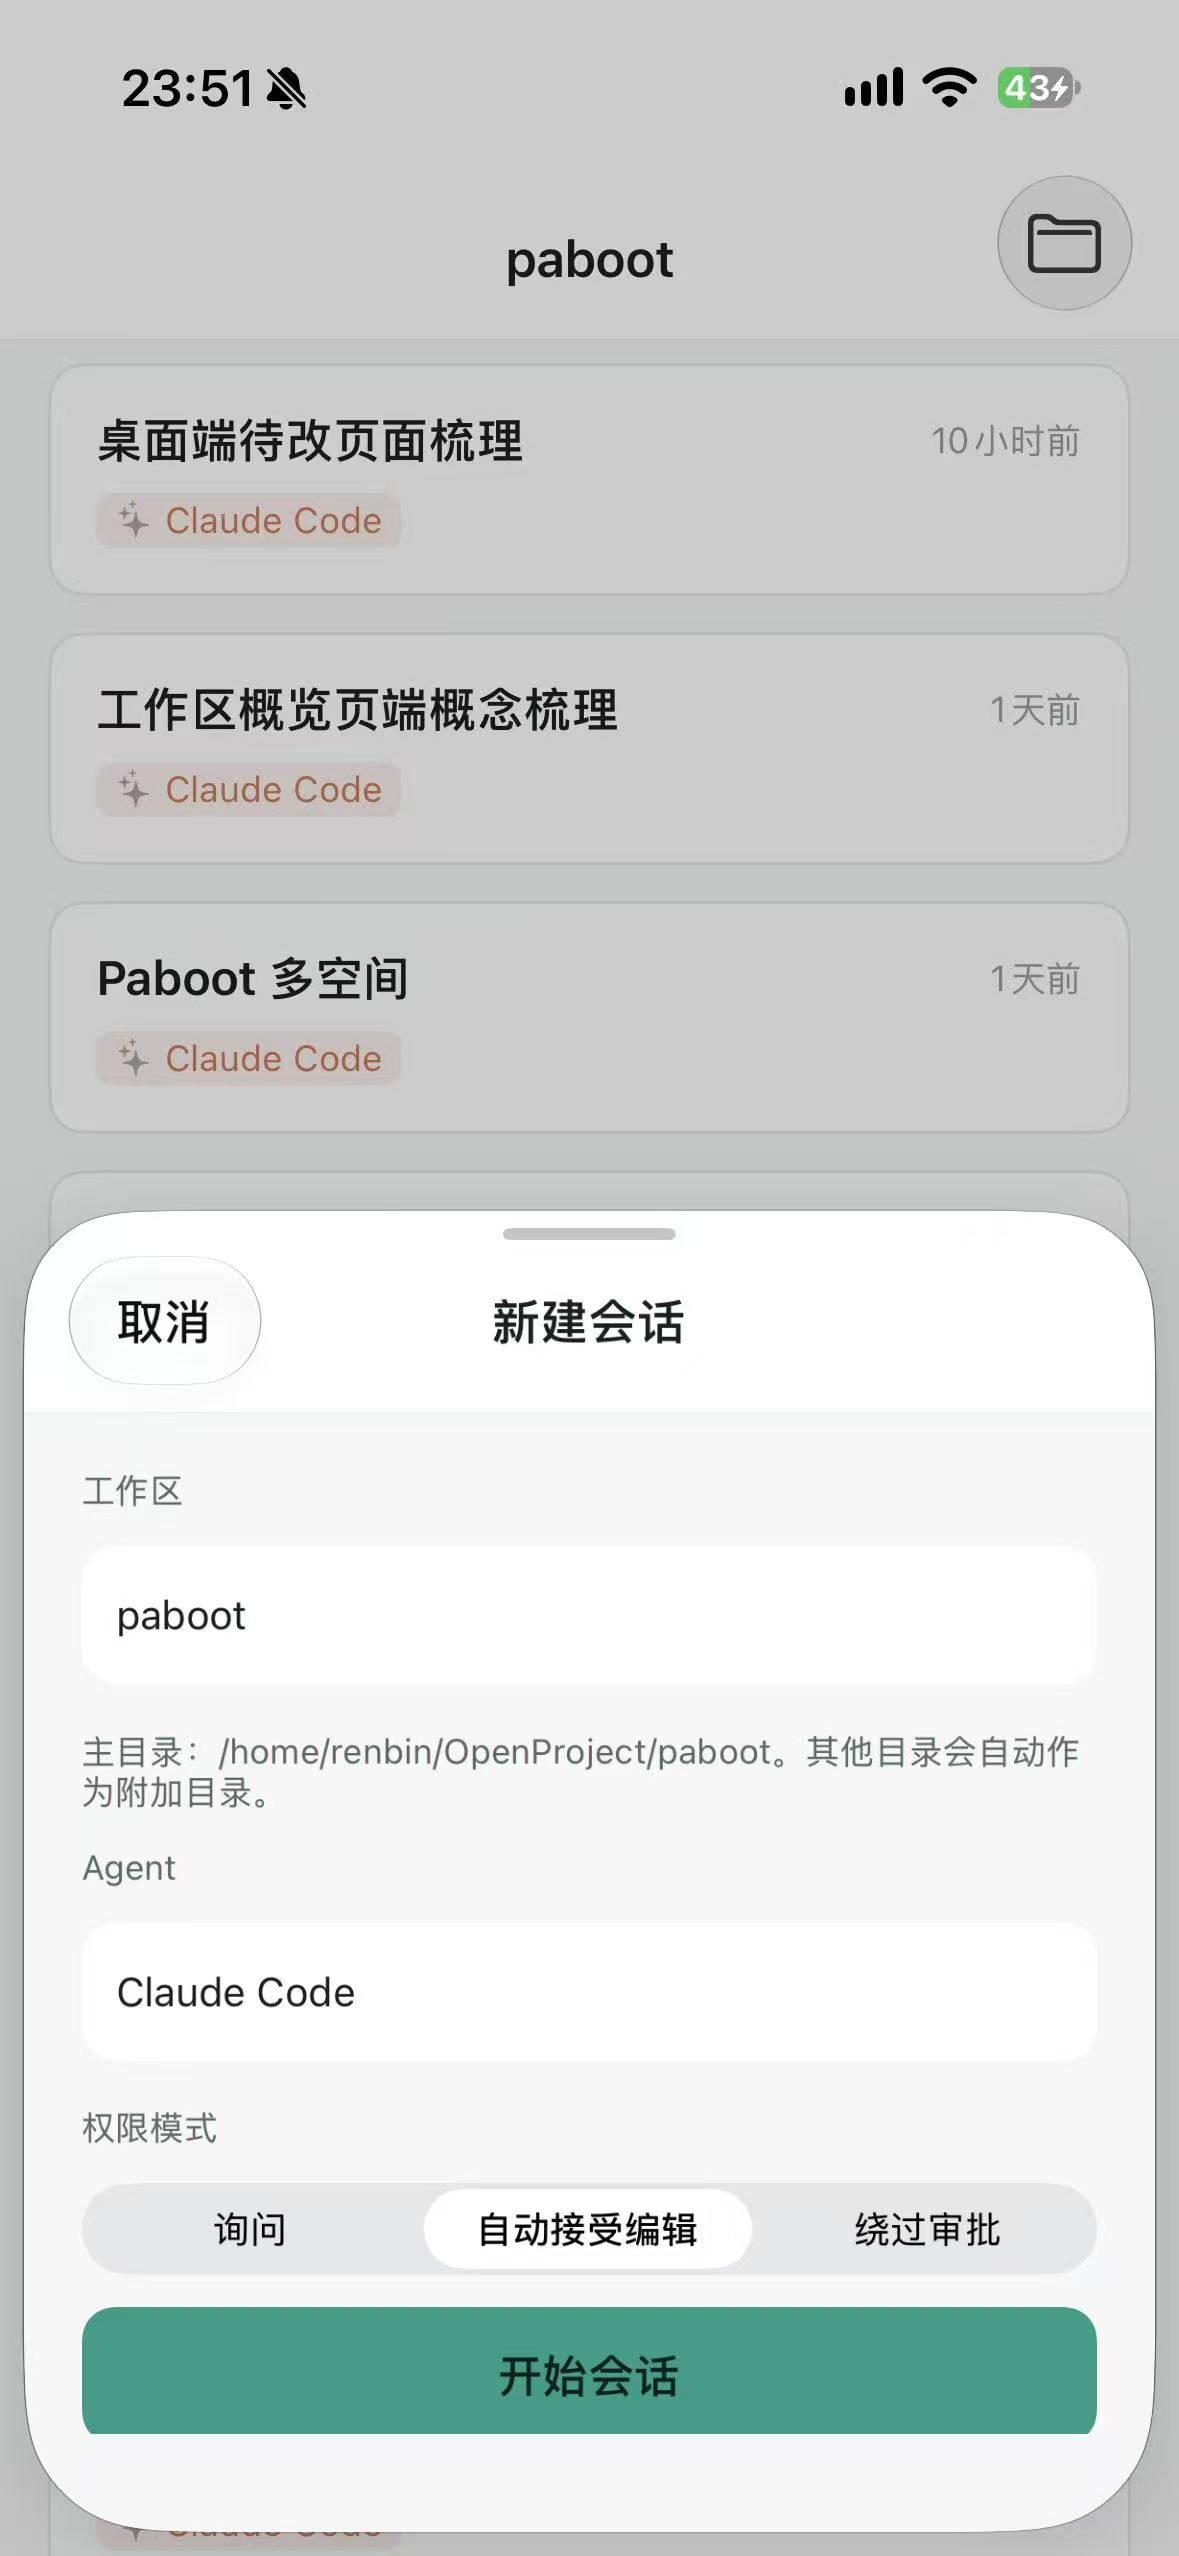 23:51
43
paboot
桌面端待改页面梳理
10小时前
Claude Code
工作区概览页端概念梳理
1天前
Claude Code
Paboot 多空间
1天前
Claude Code
取消
新建会话
工作区
paboot
主目录：/home/renbin/OpenProject/paboot。其他目录会自动作
为附加目录。
Agent
Claude Code
权限模式
询问
自动接受编辑
绕过审批
开始会话
Claude Code